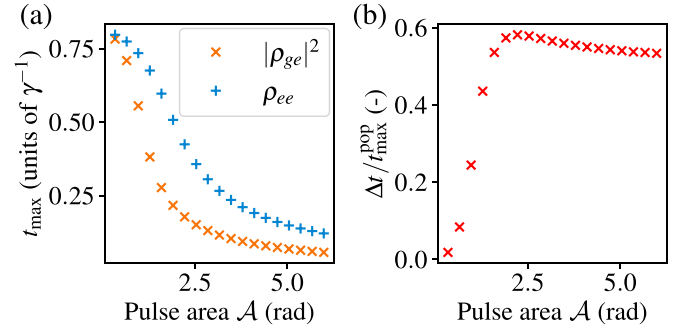 (a)
t_max (units of γ⁻¹)
0.75
0.50
0.25
|ρ_ge|²
ρ_ee
2.5
5.0
Pulse area 𝒜 (rad)
(b)
Δt/t_max^pop (-)
0.6
0.4
0.2
0.0
2.5
5.0
Pulse area 𝒜 (rad)